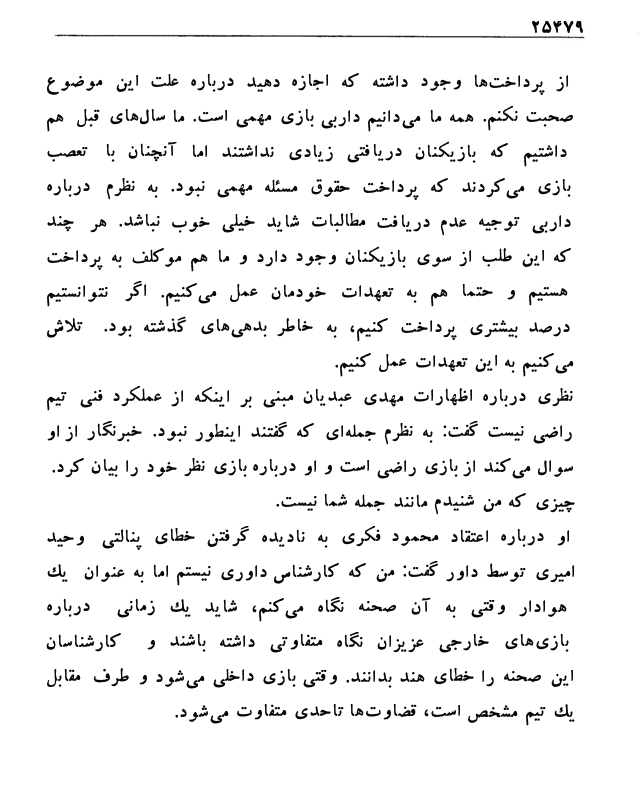 ۲۵۴۷۹
از پرداخت‌ها وجود داشته که اجازه دهید درباره علت این موضوع
صحبت نکنم. همه ما می‌دانیم داربی بازی مهمی است. ما سال‌های قبل هم
داشتیم که بازیکنان دریافتی زیادی نداشتند اما آنچنان با تعصب
بازی می‌کردند که پرداخت حقوق مسئله مهمی نبود. به نظرم درباره
داربی توجیه عدم دریافت مطالبات شاید خیلی خوب نباشد. هر چند
که این طلب از سوی بازیکنان وجود دارد و ما هم موکلف به پرداخت
هستیم و حتما هم به تعهدات خودمان عمل می‌کنیم. اگر نتوانستیم
درصد بیشتری پرداخت کنیم، به خاطر بدهی‌های گذشته بود. تلاش
می‌کنیم به این تعهدات عمل کنیم.
نظری درباره اظهارات مهدی عبدیان مبنی بر اینکه از عملکرد فنی تیم
راضی نیست گفت: به نظرم جمله‌ای که گفتند اینطور نبود. خبرنگار از او
سوال می‌کند از بازی راضی است و او درباره بازی نظر خود را بیان کرد.
چیزی که من شنیدم مانند جمله شما نیست.
او درباره اعتقاد محمود فکری به نادیده گرفتن خطای پنالتی وحید
امیری توسط داور گفت: من که کارشناس داوری نیستم اما به عنوان یك
هوادار وقتی به آن صحنه نگاه می‌کنم، شاید یك زمانی درباره
بازی‌های خارجی عزیزان نگاه متفاوتی داشته باشند و کارشناسان
این صحنه را خطای هند بدانند. وقتی بازی داخلی می‌شود و طرف مقابل
یك تیم مشخص است، قضاوت‌ها تاحدی متفاوت می‌شود.